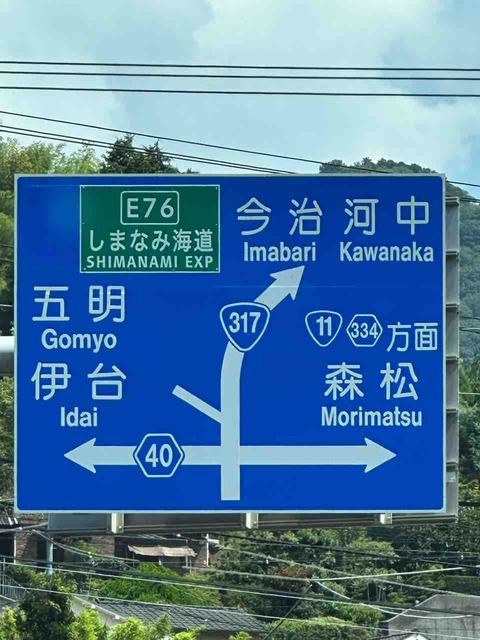 E76
しまなみ海道
SHIMANAMI EXP
今治 河中
Imabari Kawanaka
五明
Gomyo
317
11 334 方面
伊台
Idai
森松
Morimatsu
40